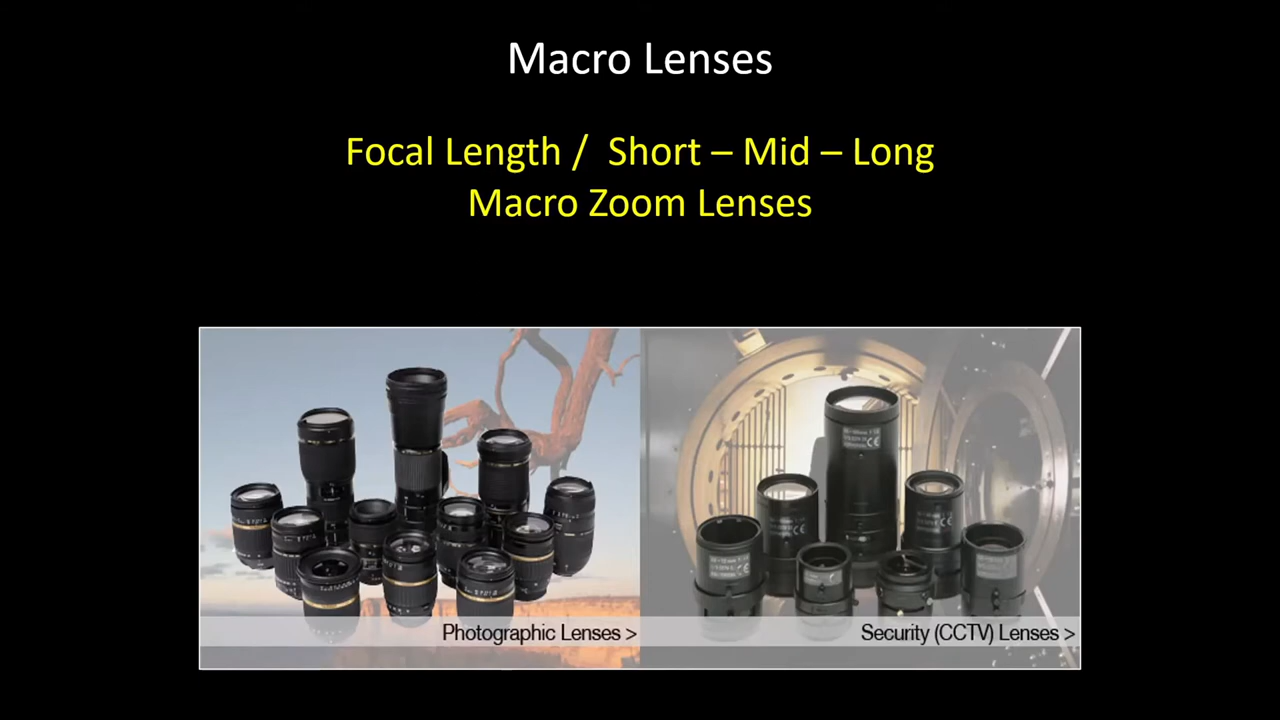 Macro Lenses
Focal Length / Short – Mid – Long
Macro Zoom Lenses
Photographic Lenses >
Security (CCTV) Lenses >